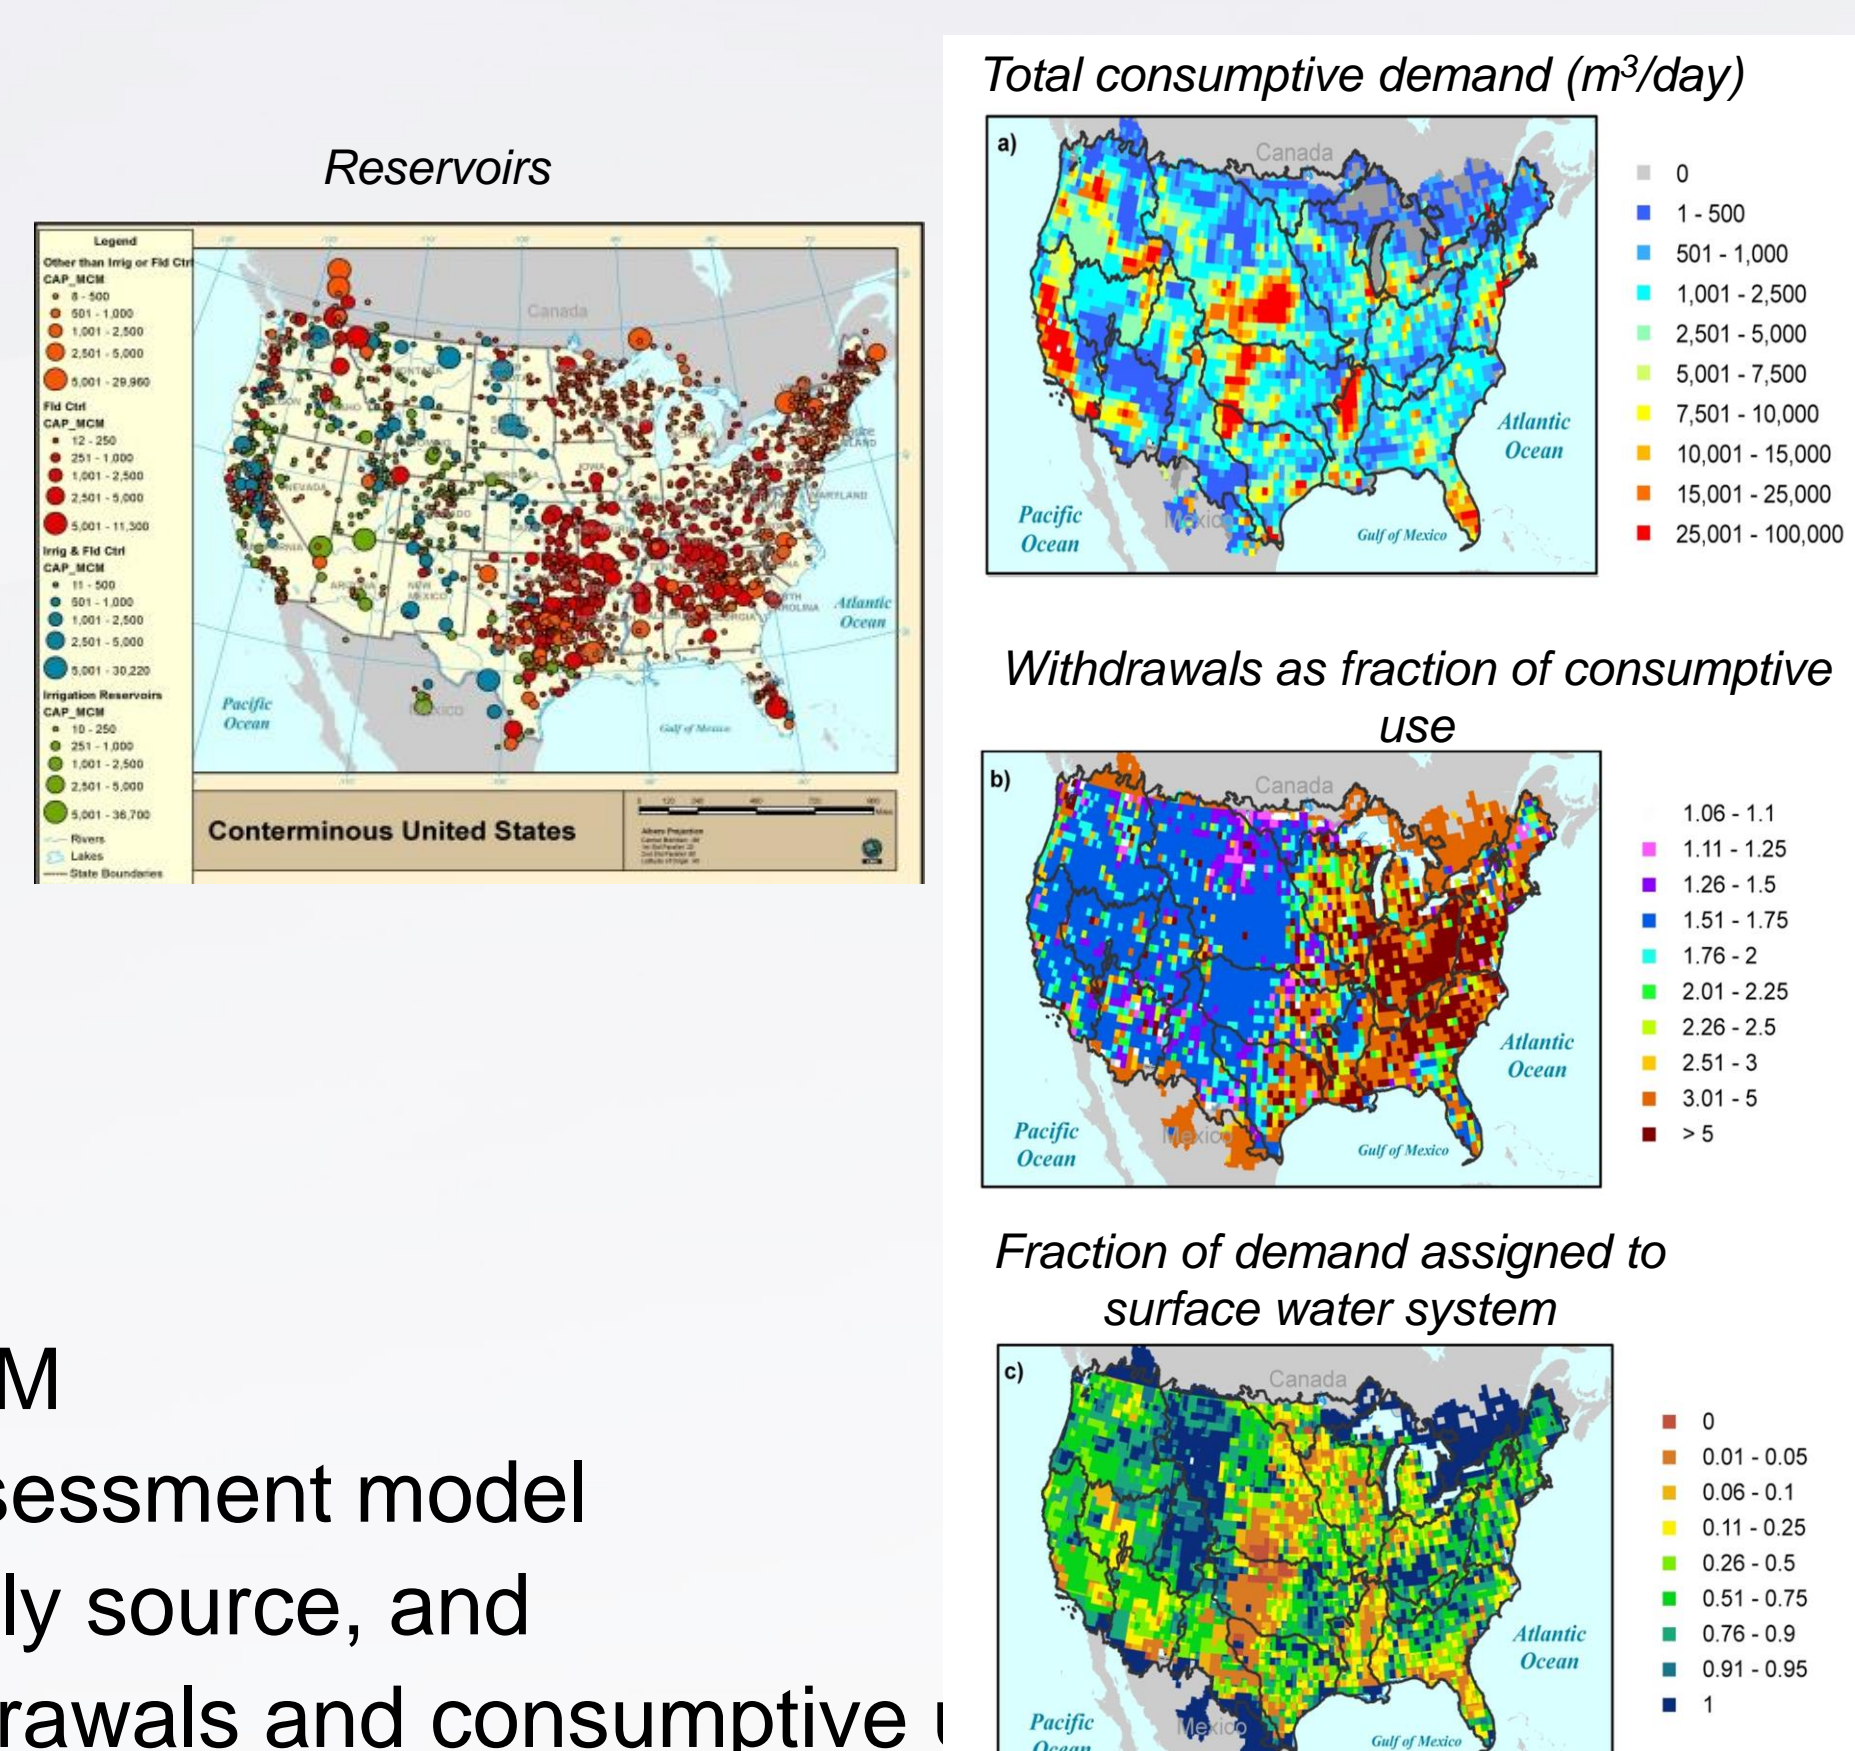 Reservoirs
Legend
Other than Irrig or Fld Ctrl
CAP_MCM
8 - 500
501 - 1,000
1,001 - 2,500
2,501 - 5,000
5,001 - 29,960
Fld Ctrl
CAP_MCM
12 - 250
251 - 1,000
1,001 - 2,500
2,501 - 5,000
5,001 - 11,300
Irrig & Fld Ctrl
CAP_MCM
11 - 500
501 - 1,000
1,001 - 2,500
2,501 - 5,000
5,001 - 30,220
Irrigation Reservoirs
CAP_MCM
10 - 250
251 - 1,000
1,001 - 2,500
2,501 - 5,000
5,001 - 36,700
Rivers
Lakes
State Boundaries
Canada
NEVADA
IOWA
MARYLAND
NEW
MEXICO
Atlantic
Ocean
Pacific
Ocean
Mexico
Gulf of Mexico
Conterminous United States
Albers Projection
Total consumptive demand (m³/day)
a)
Canada
Atlantic
Ocean
Pacific
Ocean
Mexico
Gulf of Mexico
0
1 - 500
501 - 1,000
1,001 - 2,500
2,501 - 5,000
5,001 - 7,500
7,501 - 10,000
10,001 - 15,000
15,001 - 25,000
25,001 - 100,000
Withdrawals as fraction of consumptive
use
b)
Canada
Atlantic
Ocean
Pacific
Ocean
Mexico
Gulf of Mexico
1.06 - 1.1
1.11 - 1.25
1.26 - 1.5
1.51 - 1.75
1.76 - 2
2.01 - 2.25
2.26 - 2.5
2.51 - 3
3.01 - 5
> 5
Fraction of demand assigned to
surface water system
c)
Canada
Atlantic
Ocean
Pacific
Ocean
Mexico
Gulf of Mexico
0
0.01 - 0.05
0.06 - 0.1
0.11 - 0.25
0.26 - 0.5
0.51 - 0.75
0.76 - 0.9
0.91 - 0.95
1
M
sessment model
ly source, and
rawals and consumptive